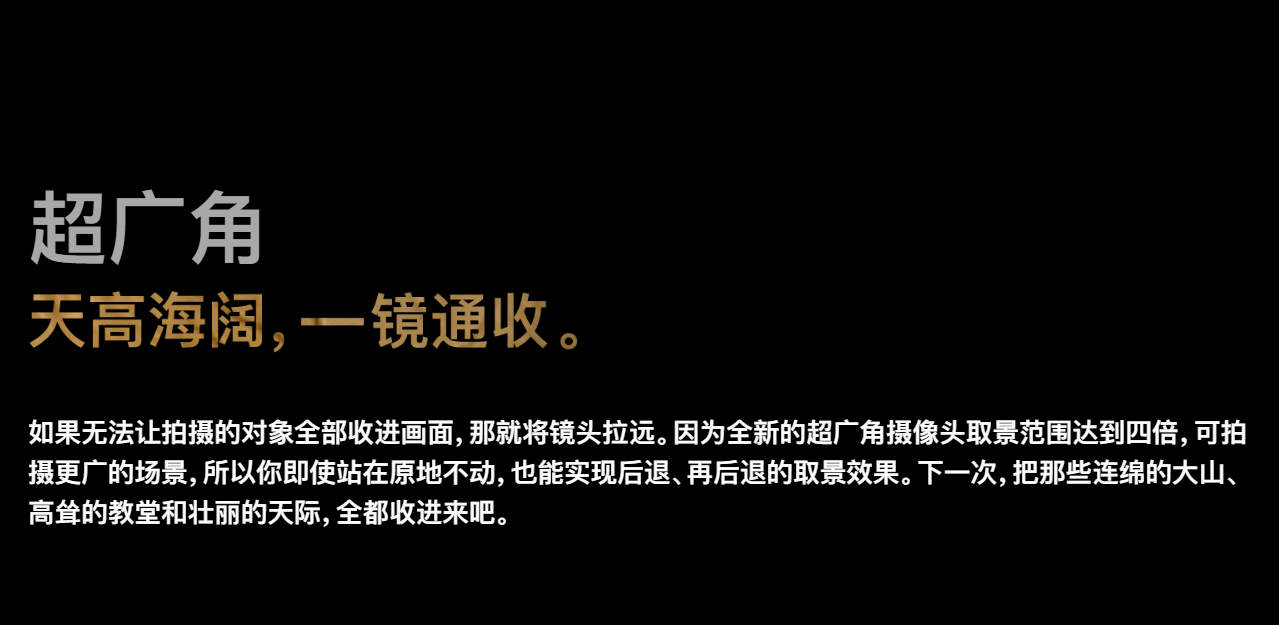 超广角
天高海阔，一镜通收。
如果无法让拍摄的对象全部收进画面，那就将镜头拉远。因为全新的超广角摄像头取景范围达到四倍，可拍
摄更广的场景，所以你即使站在原地不动，也能实现后退、再后退的取景效果。下一次，把那些连绵的大山、
高耸的教堂和壮丽的天际，全都收进来吧。